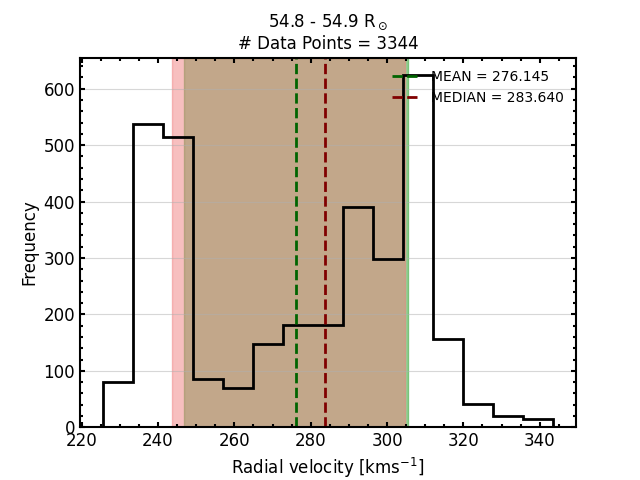 54.8 - 54.9 R⊙
# Data Points = 3344
MEAN = 276.145
MEDIAN = 283.640
Frequency
600
500
400
300
200
100
0
220 240 260 280 300 320 340
Radial velocity [kms⁻¹]